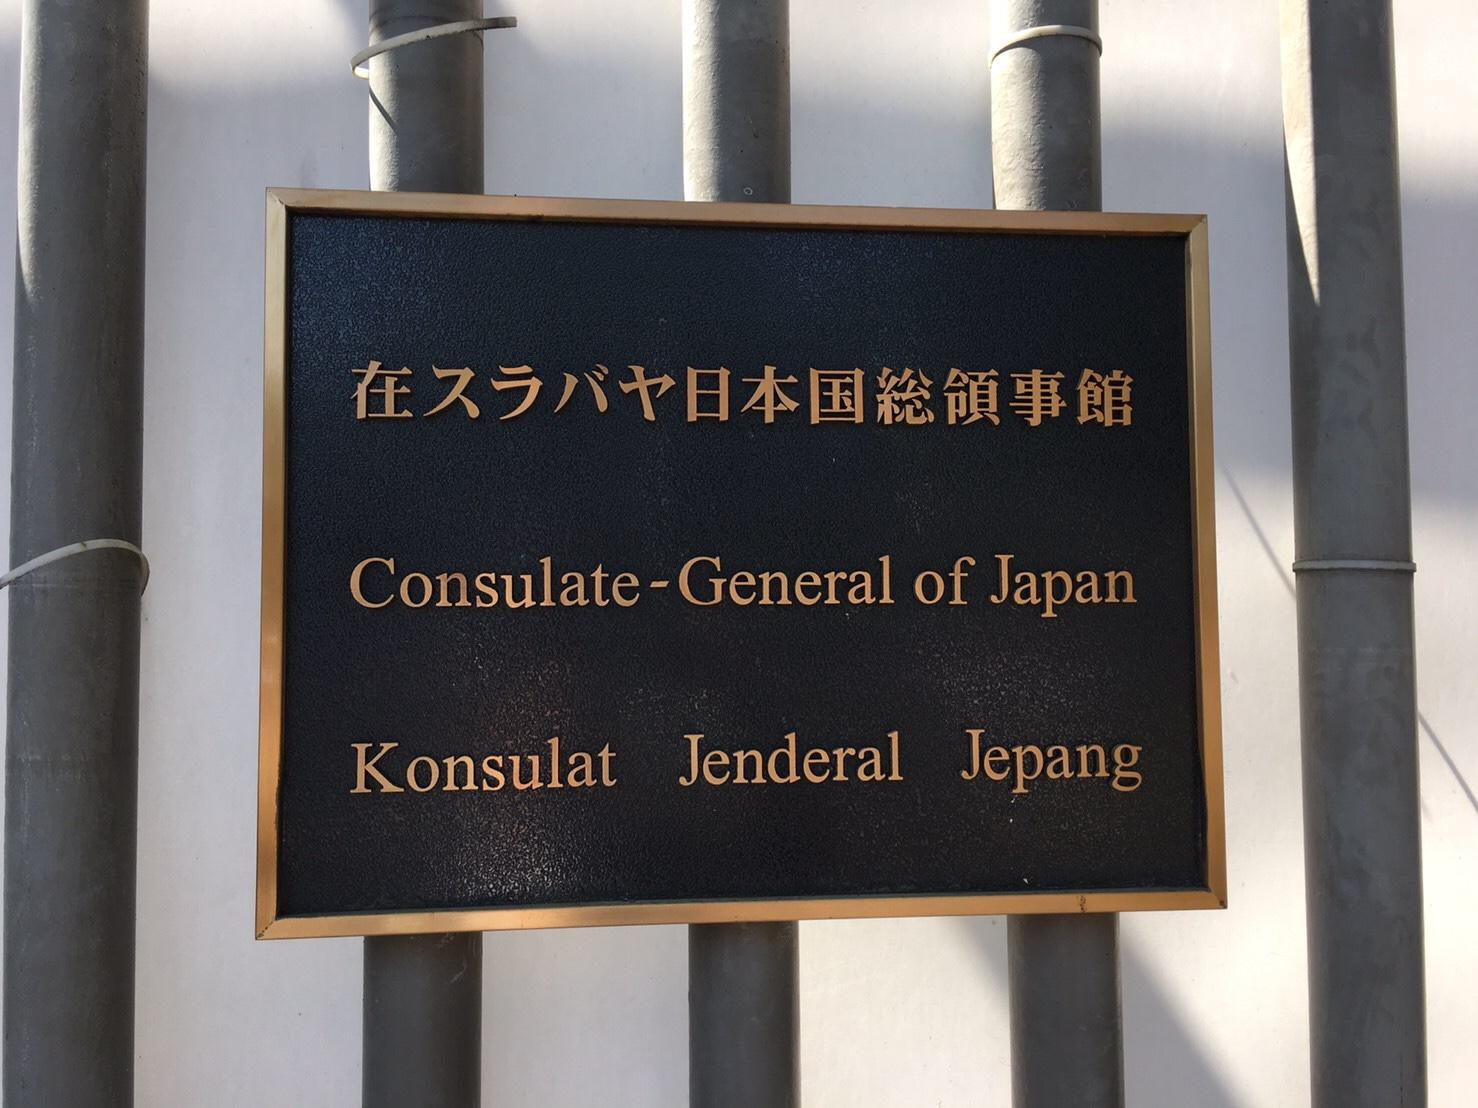 在スラバヤ日本国総領事館
Consulate-General of Japan
Konsulat Jenderal Jepang